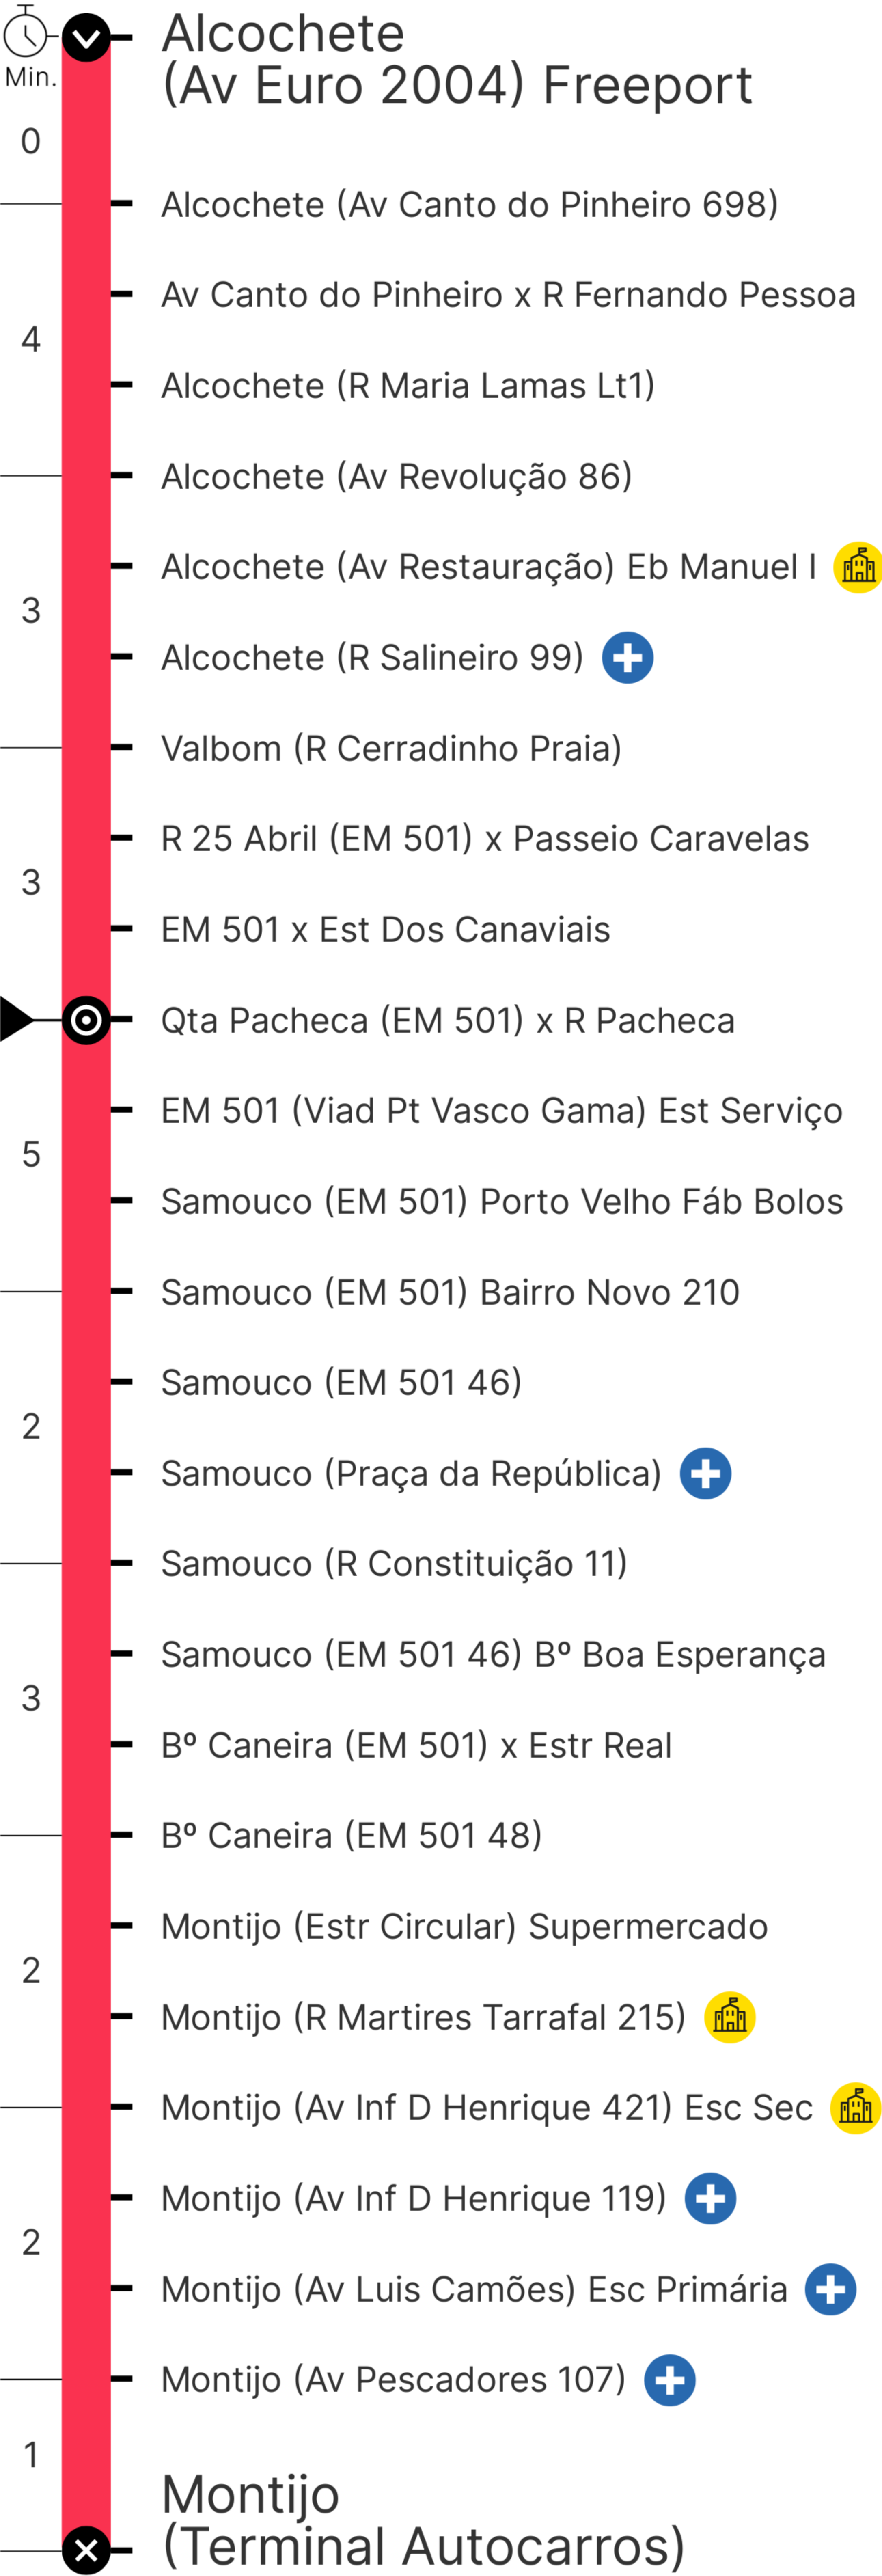 Alcochete
(Av Euro 2004) Freeport
Min.
0
Alcochete (Av Canto do Pinheiro 698)
Av Canto do Pinheiro x R Fernando Pessoa
4
Alcochete (R Maria Lamas Lt1)
Alcochete (Av Revolução 86)
Alcochete (Av Restauração) Eb Manuel I
3
Alcochete (R Salineiro 99)
Valbom (R Cerradinho Praia)
R 25 Abril (EM 501) x Passeio Caravelas
3
EM 501 x Est Dos Canaviais
Qta Pacheca (EM 501) x R Pacheca
EM 501 (Viad Pt Vasco Gama) Est Serviço
5
Samouco (EM 501) Porto Velho Fáb Bolos
Samouco (EM 501) Bairro Novo 210
Samouco (EM 501 46)
2
Samouco (Praça da República)
Samouco (R Constituição 11)
Samouco (EM 501 46) Bº Boa Esperança
3
Bº Caneira (EM 501) x Estr Real
Bº Caneira (EM 501 48)
Montijo (Estr Circular) Supermercado
2
Montijo (R Martires Tarrafal 215)
Montijo (Av Inf D Henrique 421) Esc Sec
Montijo (Av Inf D Henrique 119)
2
Montijo (Av Luis Camões) Esc Primária
Montijo (Av Pescadores 107)
1
Montijo
(Terminal Autocarros)